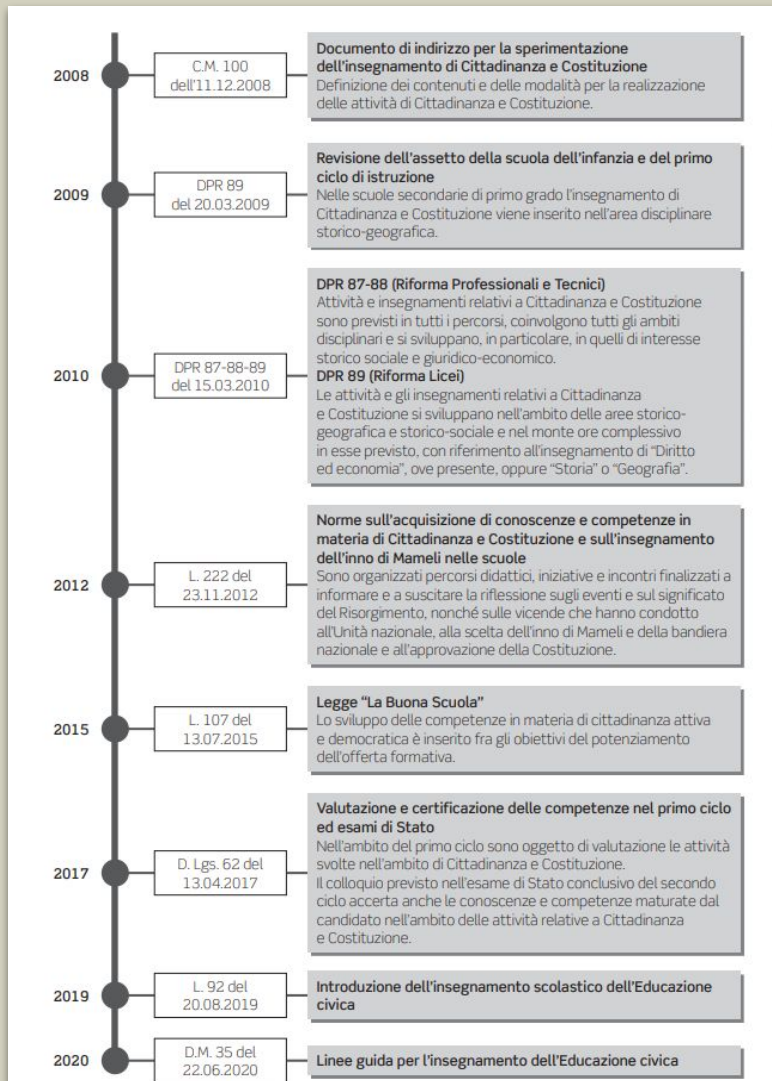 2008
C.M. 100
dell'11.12.2008
Documento di indirizzo per la sperimentazione
dell'insegnamento di Cittadinanza e Costituzione
Definizione dei contenuti e delle modalità per la realizzazione
delle attività di Cittadinanza e Costituzione.
2009
DPR 89
del 20.03.2009
Revisione dell'assetto della scuola dell'infanzia e del primo
ciclo di istruzione
Nelle scuole secondarie di primo grado l'insegnamento di
Cittadinanza e Costituzione viene inserito nell'area disciplinare
storico-geografica.
2010
DPR 87-88-89
del 15.03.2010
DPR 87-88 (Riforma Professionali e Tecnici)
Attività e insegnamenti relativi a Cittadinanza e Costituzione
sono previsti in tutti i percorsi, coinvolgono tutti gli ambiti
disciplinari e si sviluppano, in particolare, in quelli di interesse
storico sociale e giuridico-economico.
DPR 89 (Riforma Licei)
Le attività e gli insegnamenti relativi a Cittadinanza
e Costituzione si sviluppano nell'ambito delle aree storico-
geografica e storico-sociale e nel monte ore complessivo
in esse previsto, con riferimento all'insegnamento di "Diritto
ed economia", ove presente, oppure "Storia" o "Geografia".
2012
L. 222 del
23.11.2012
Norme sull'acquisizione di conoscenze e competenze in
materia di Cittadinanza e Costituzione e sull'insegnamento
dell'inno di Mameli nelle scuole
Sono organizzati percorsi didattici, iniziative e incontri finalizzati a
informare e a suscitare la riflessione sugli eventi e sul significato
del Risorgimento, nonché sulle vicende che hanno condotto
all'Unità nazionale, alla scelta dell'inno di Mameli e della bandiera
nazionale e all'approvazione della Costituzione.
2015
L. 107 del
13.07.2015
Legge "La Buona Scuola"
Lo sviluppo delle competenze in materia di cittadinanza attiva
e democratica è inserito fra gli obiettivi del potenziamento
dell'offerta formativa.
2017
D. Lgs. 62 del
13.04.2017
Valutazione e certificazione delle competenze nel primo ciclo
ed esami di Stato
Nell'ambito del primo ciclo sono oggetto di valutazione le attività
svolte nell'ambito di Cittadinanza e Costituzione.
Il colloquio previsto nell'esame di Stato conclusivo del secondo
ciclo accerta anche le conoscenze e competenze maturate dal
candidato nell'ambito delle attività relative a Cittadinanza
e Costituzione.
2019
L. 92 del
20.08.2019
Introduzione dell'insegnamento scolastico dell'Educazione
civica
2020
D.M. 35 del
22.06.2020
Linee guida per l'insegnamento dell'Educazione civica